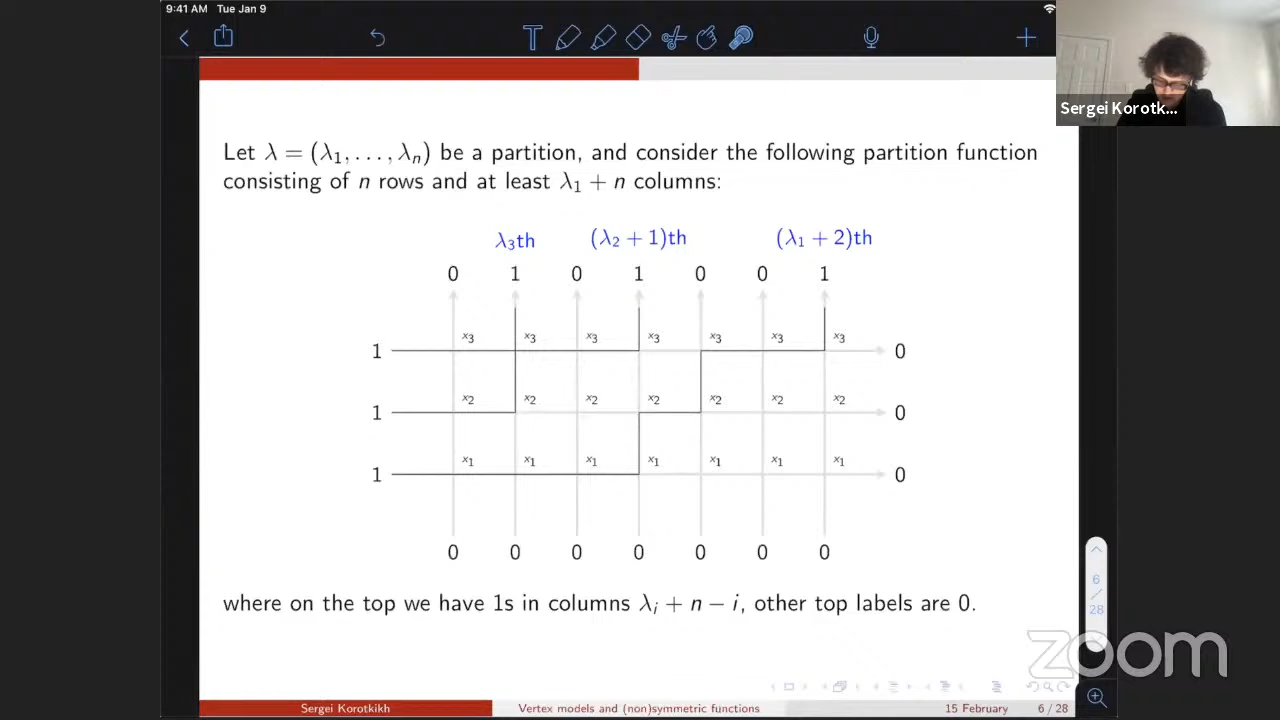 9:41 AM Tue Jan 9
Sergei Korotk...
Let λ = (λ₁, . . . , λₙ) be a partition, and consider the following partition function
consisting of n rows and at least λ₁ + n columns:
λ₃th (λ₂ + 1)th (λ₁ + 2)th
0 1 0 1 0 0 1
x₃ x₃ x₃ x₃ x₃ x₃ x₃
1 0
x₂ x₂ x₂ x₂ x₂ x₂ x₂
1 0
x₁ x₁ x₁ x₁ x₁ x₁ x₁
1 0
0 0 0 0 0 0 0
where on the top we have 1s in columns λᵢ + n − i, other top labels are 0.
6
/
28
zoom
Sergei Korotkikh Vertex models and (non)symmetric functions 15 February 6 / 28